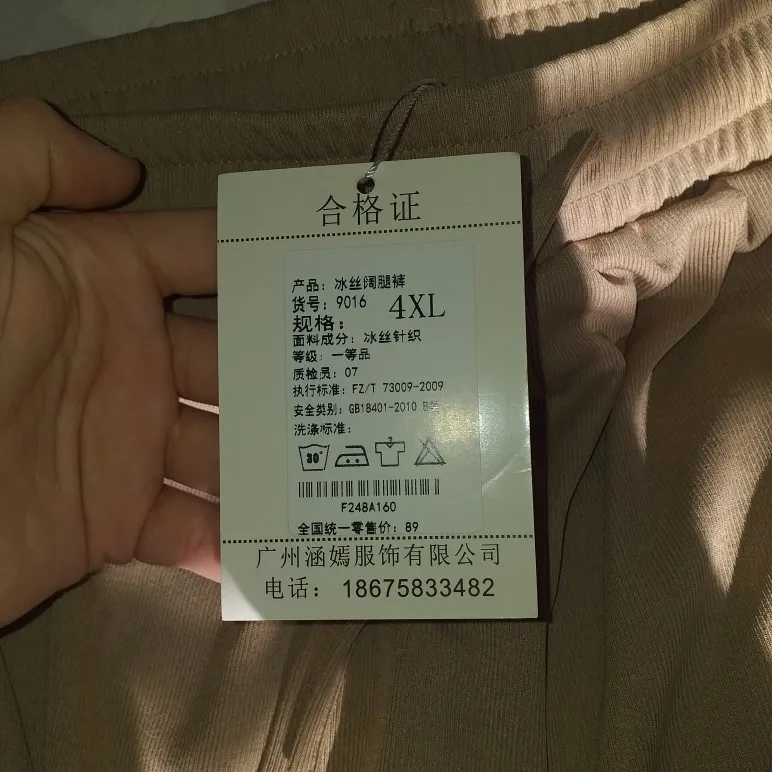 合格证
产品：冰丝阔腿裤
货号：9016
规格： 4XL
面料成分：冰丝针织
等级：一等品
质检员：07
执行标准：FZ/T 73009-2009
安全类别：GB18401-2010 B类
洗涤标准：
30°
F248A160
全国统一零售价：89
广州涵嫣服饰有限公司
电话：18675833482